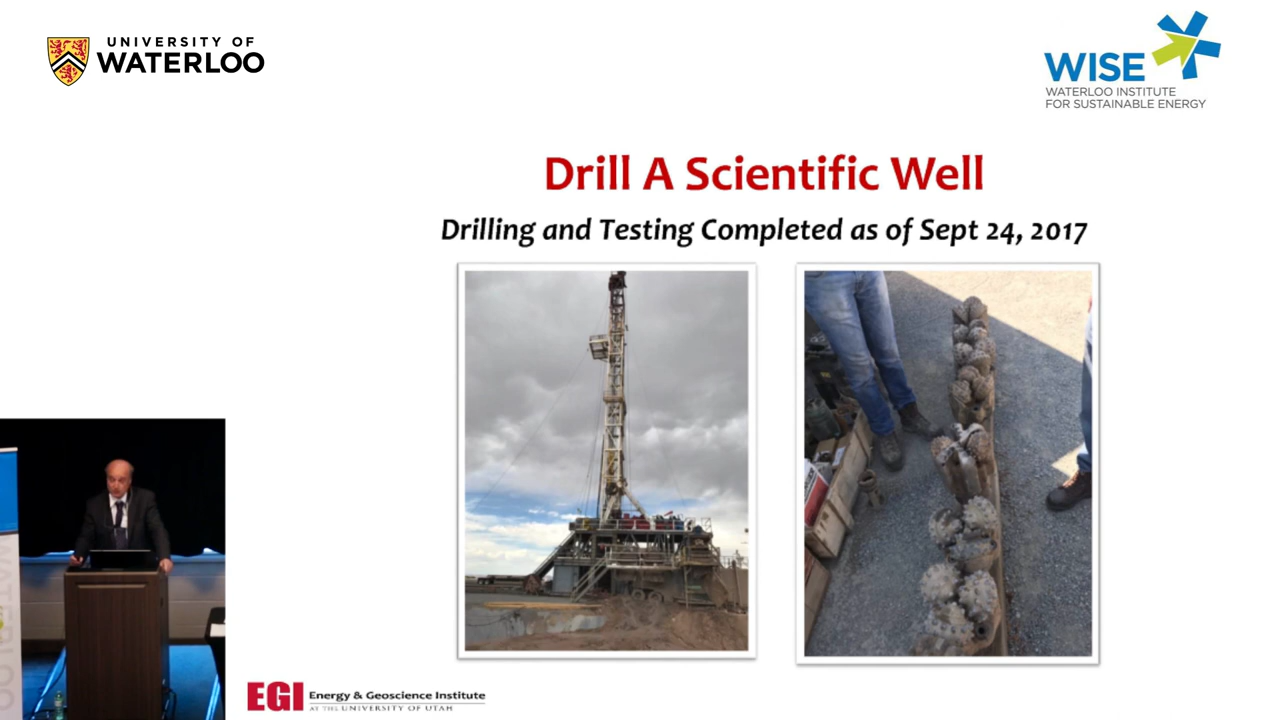 UNIVERSITY OF
WATERLOO
WISE
WATERLOO INSTITUTE
FOR SUSTAINABLE ENERGY
Drill A Scientific Well
Drilling and Testing Completed as of Sept 24, 2017
EGI Energy & Geoscience Institute
AT THE UNIVERSITY OF UTAH